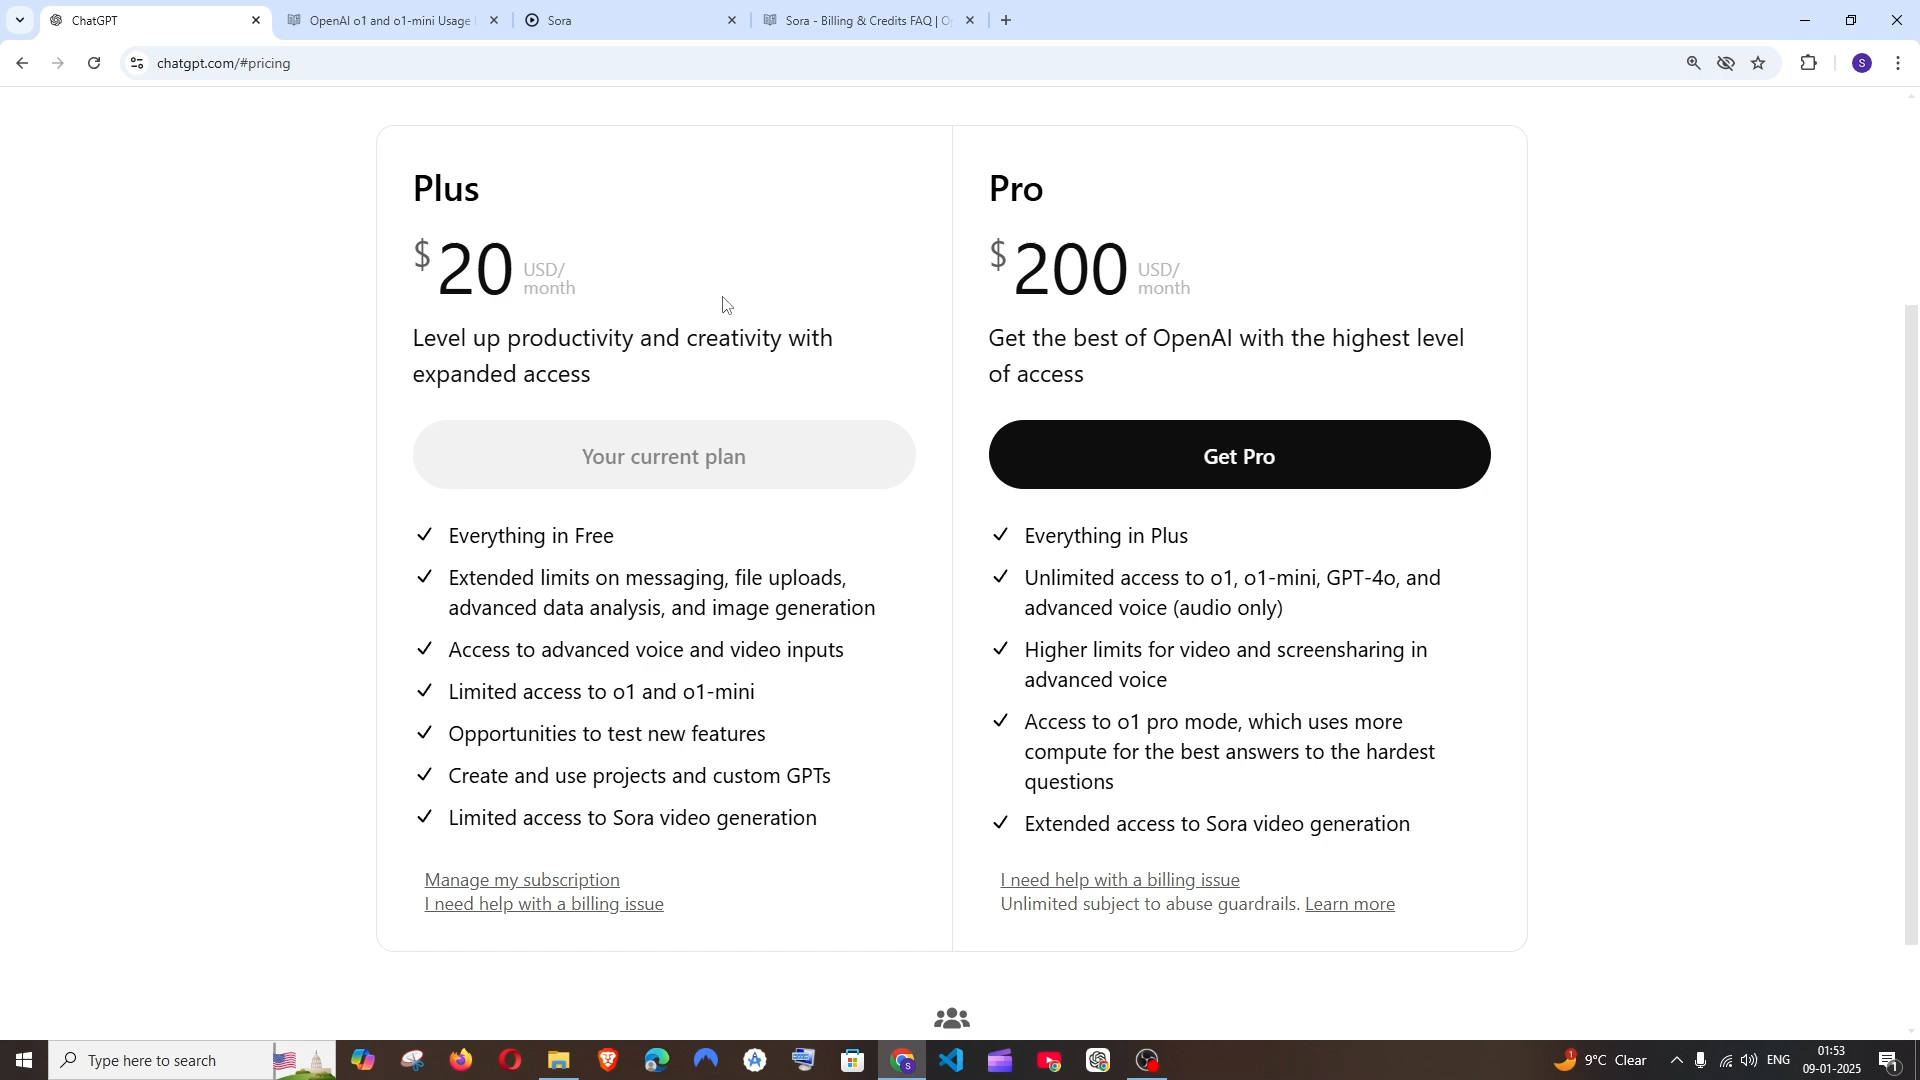 ChatGPT
OpenAI o1 and o1-mini Usage
Sora
Sora - Billing & Credits FAQ | O
chatgpt.com/#pricing
S
Plus
$20 USD/
month
Level up productivity and creativity with
expanded access
Your current plan
Everything in Free
Extended limits on messaging, file uploads,
advanced data analysis, and image generation
Access to advanced voice and video inputs
Limited access to o1 and o1-mini
Opportunities to test new features
Create and use projects and custom GPTs
Limited access to Sora video generation
Manage my subscription
I need help with a billing issue
Pro
$200 USD/
month
Get the best of OpenAI with the highest level
of access
Get Pro
Everything in Plus
Unlimited access to o1, o1-mini, GPT-4o, and
advanced voice (audio only)
Higher limits for video and screensharing in
advanced voice
Access to o1 pro mode, which uses more
compute for the best answers to the hardest
questions
Extended access to Sora video generation
I need help with a billing issue
Unlimited subject to abuse guardrails. Learn more
Type here to search
1
9°C Clear
ENG
01:53
09-01-2025
1